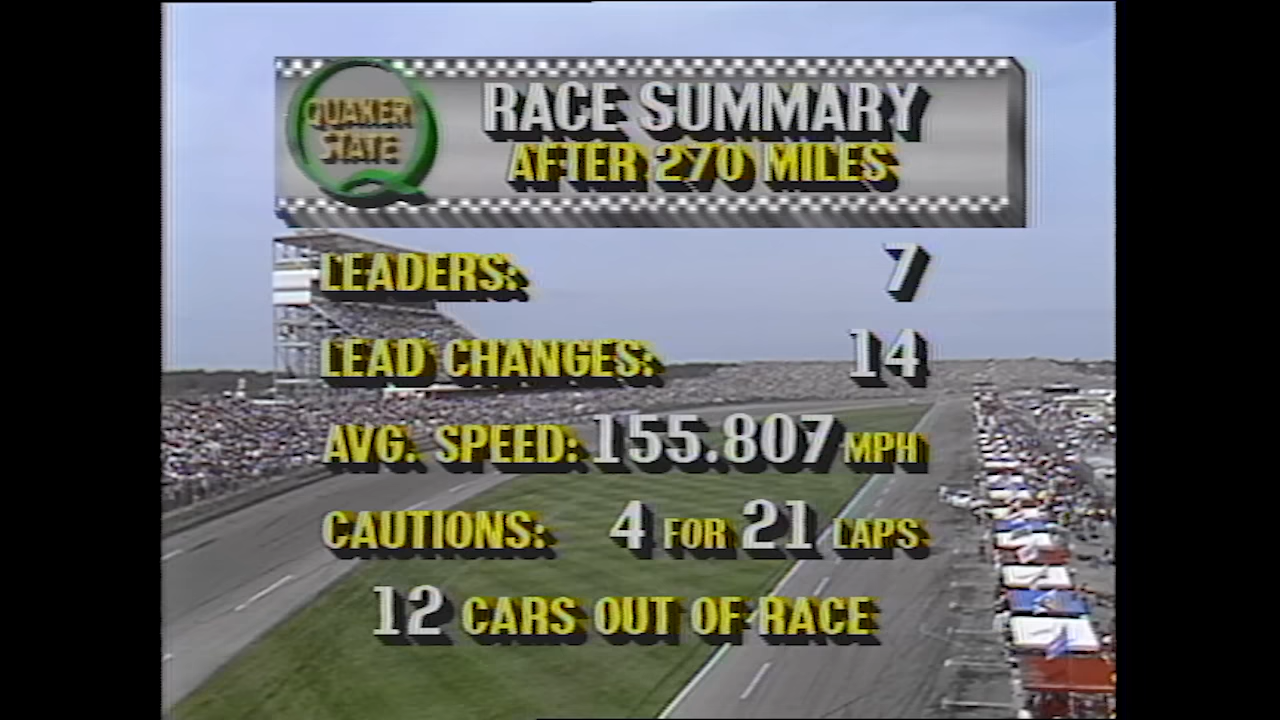 QUAKER
STATE
RACE SUMMARY
AFTER 270 MILES
LEADERS: 7
LEAD CHANGES: 14
AVG. SPEED: 155.807 MPH
CAUTIONS: 4 FOR 21 LAPS
12 CARS OUT OF RACE